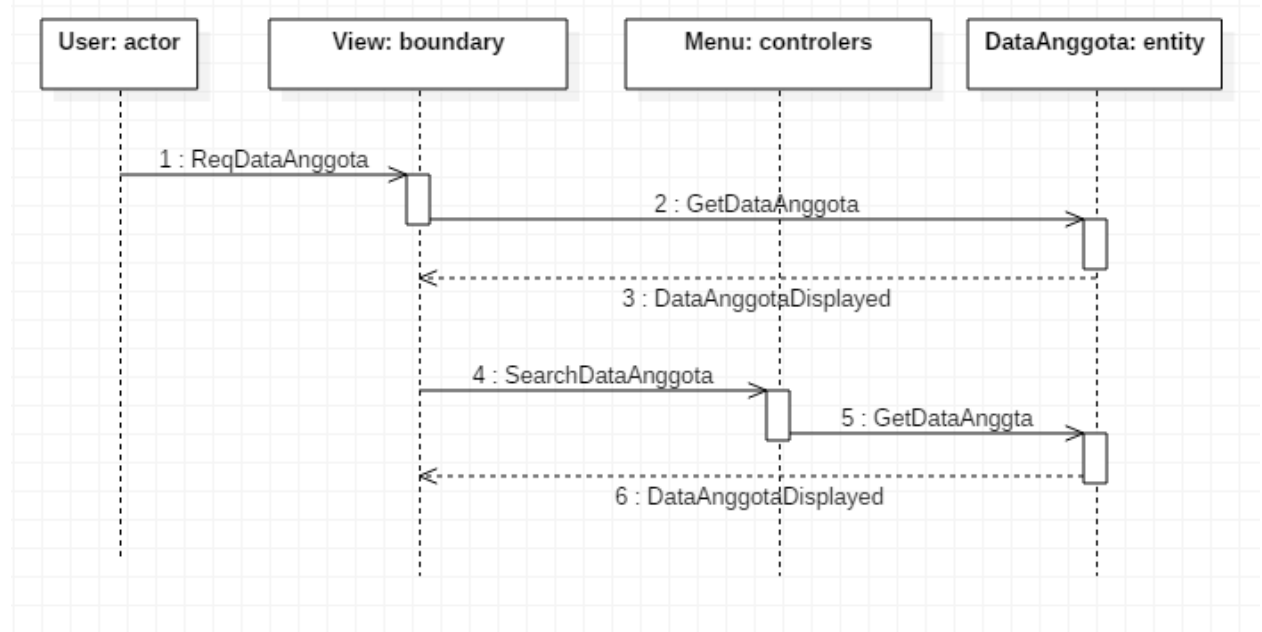 User: actor
View: boundary
Menu: controlers
DataAnggota: entity
1 : ReqDataAnggota
2 : GetDataAnggota
3 : DataAnggotaDisplayed
4 : SearchDataAnggota
5 : GetDataAnggta
6 : DataAnggotaDisplayed